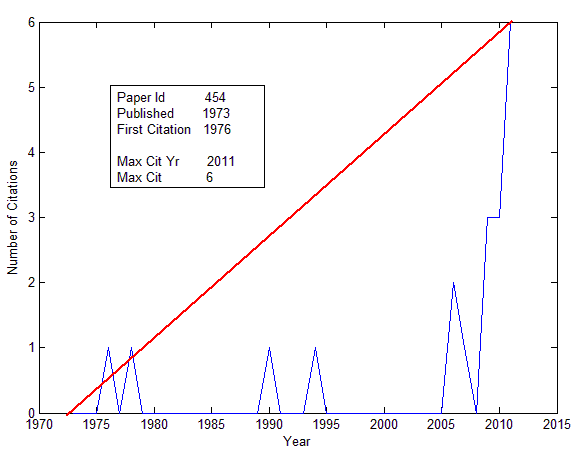 6
5
4
3
2
1
0
Number of Citations
Paper Id 454
Published 1973
First Citation 1976
Max Cit Yr 2011
Max Cit 6
1970 1975 1980 1985 1990 1995 2000 2005 2010 2015
Year